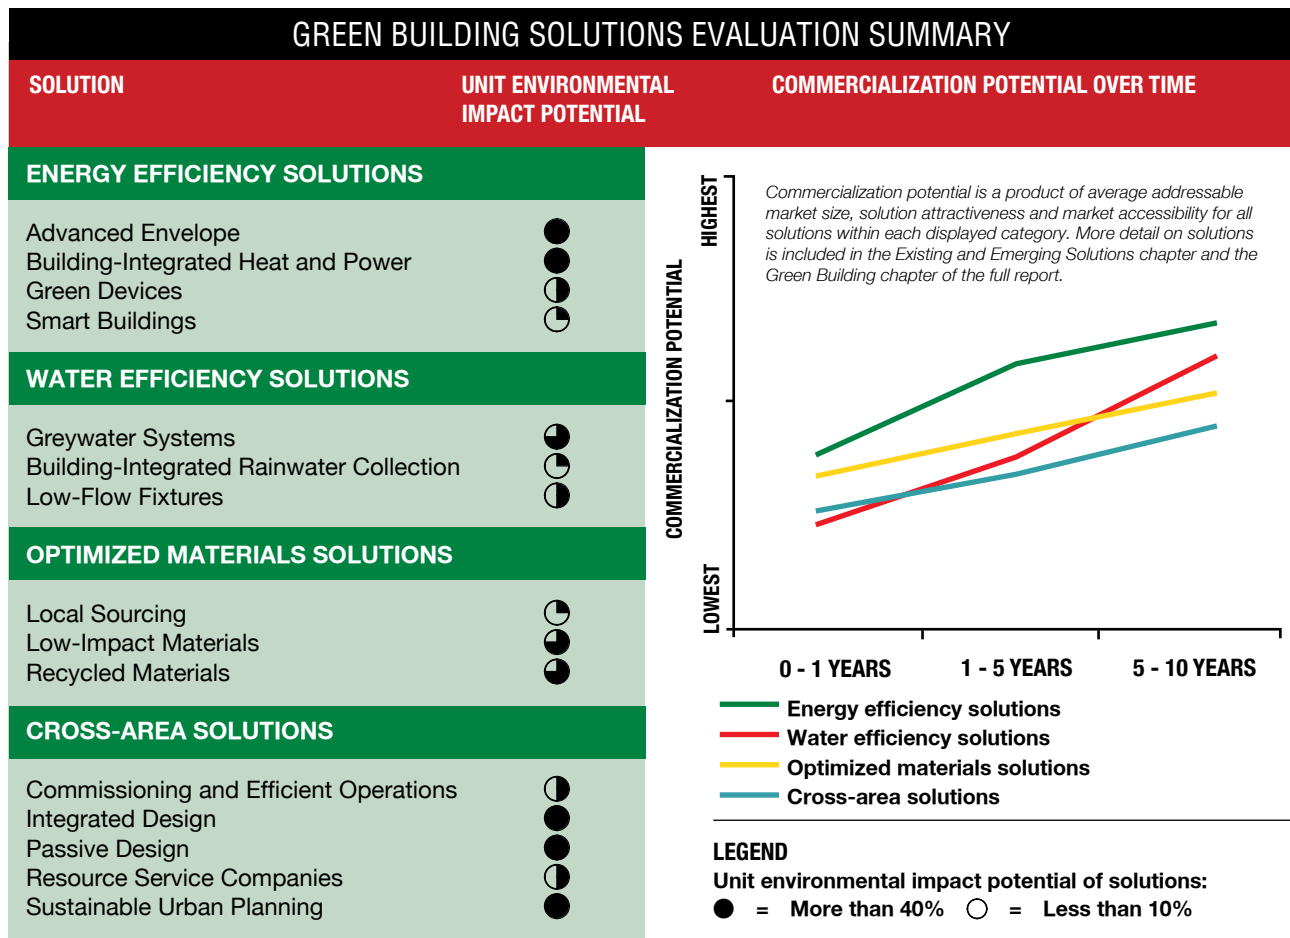 GREEN BUILDING SOLUTIONS EVALUATION SUMMARY
SOLUTION
UNIT ENVIRONMENTAL
IMPACT POTENTIAL
COMMERCIALIZATION POTENTIAL OVER TIME
ENERGY EFFICIENCY SOLUTIONS
Advanced Envelope
Building-Integrated Heat and Power
Green Devices
Smart Buildings
WATER EFFICIENCY SOLUTIONS
Greywater Systems
Building-Integrated Rainwater Collection
Low-Flow Fixtures
OPTIMIZED MATERIALS SOLUTIONS
Local Sourcing
Low-Impact Materials
Recycled Materials
CROSS-AREA SOLUTIONS
Commissioning and Efficient Operations
Integrated Design
Passive Design
Resource Service Companies
Sustainable Urban Planning
Commercialization potential is a product of average addressable
market size, solution attractiveness and market accessibility for all
solutions within each displayed category. More detail on solutions
is included in the Existing and Emerging Solutions chapter and the
Green Building chapter of the full report.
HIGHEST
COMMERCIALIZATION POTENTIAL
LOWEST
0 - 1 YEARS
1 - 5 YEARS
5 - 10 YEARS
Energy efficiency solutions
Water efficiency solutions
Optimized materials solutions
Cross-area solutions
LEGEND
Unit environmental impact potential of solutions:
= More than 40% = Less than 10%